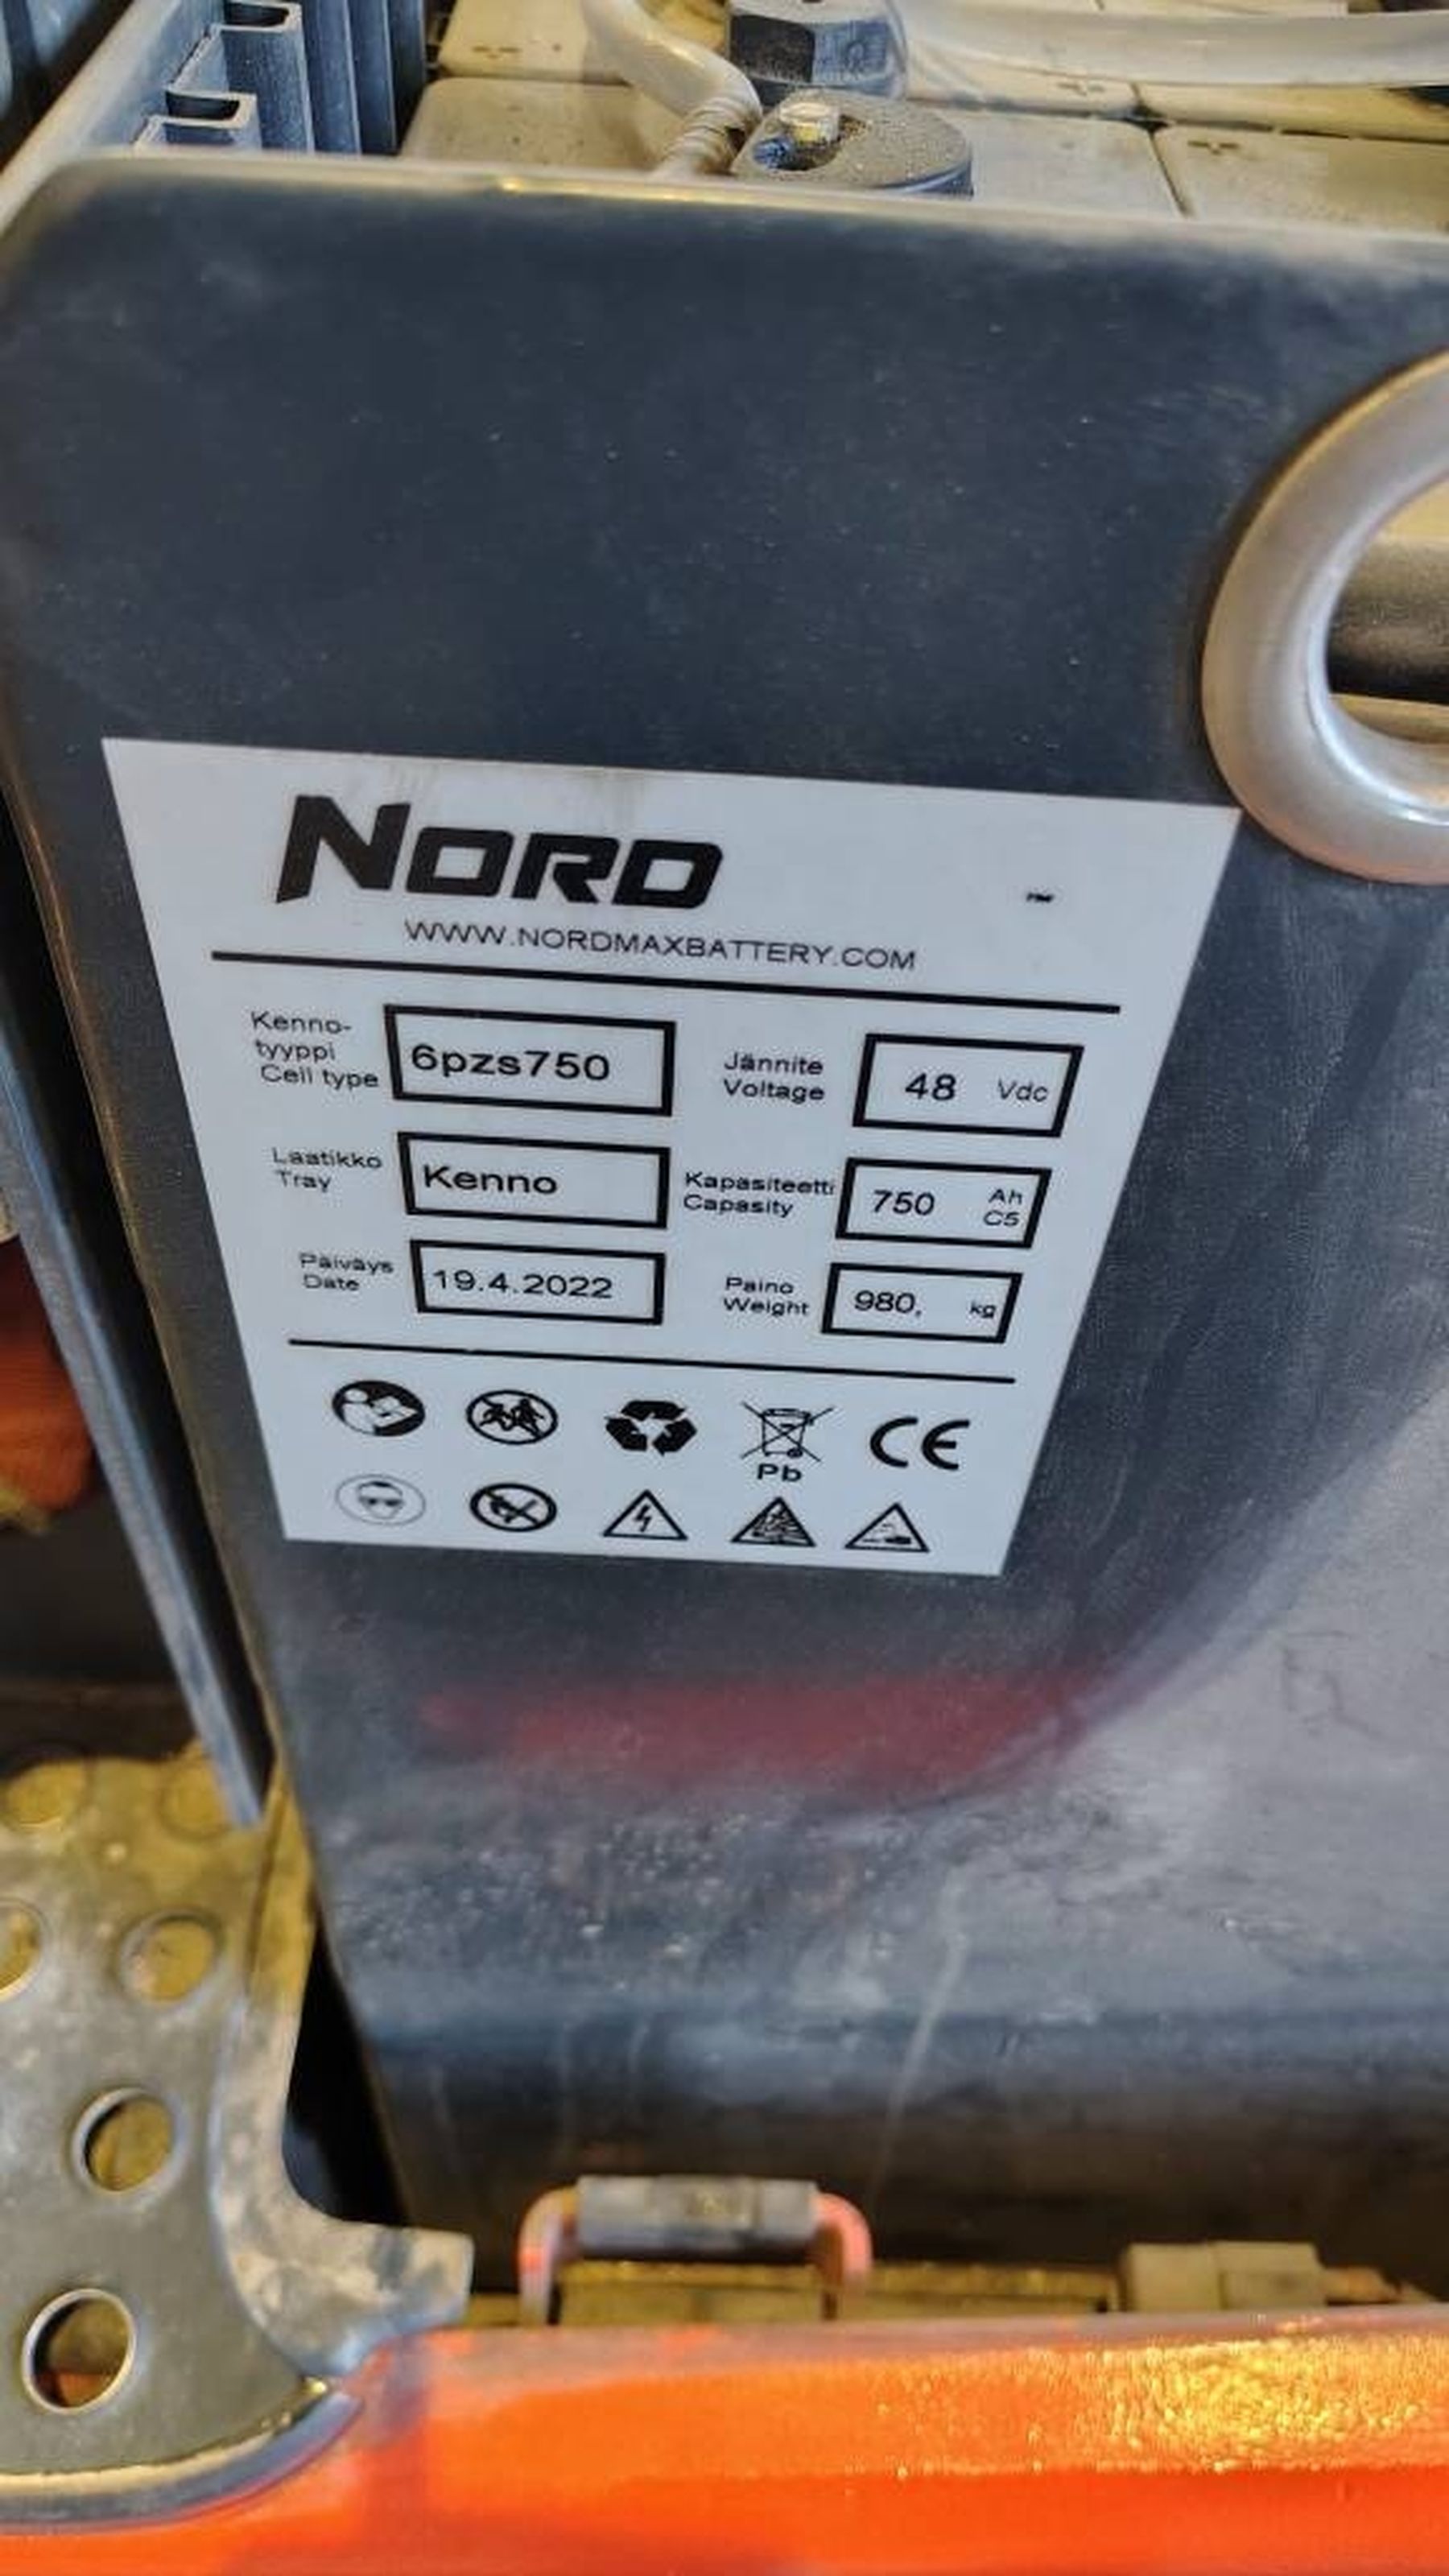 NORD
™
WWW.NORDMAXBATTERY.COM
Kenno-
tyyppi
Cell type
6pzs750
Jännite
Voltage
48 Vdc
Laatikko
Tray
Kenno
Kapasiteetti
Capasity
750 Ah
C5
Päiväys
Date
19.4.2022
Paino
Weight
980, kg
Pb
CE